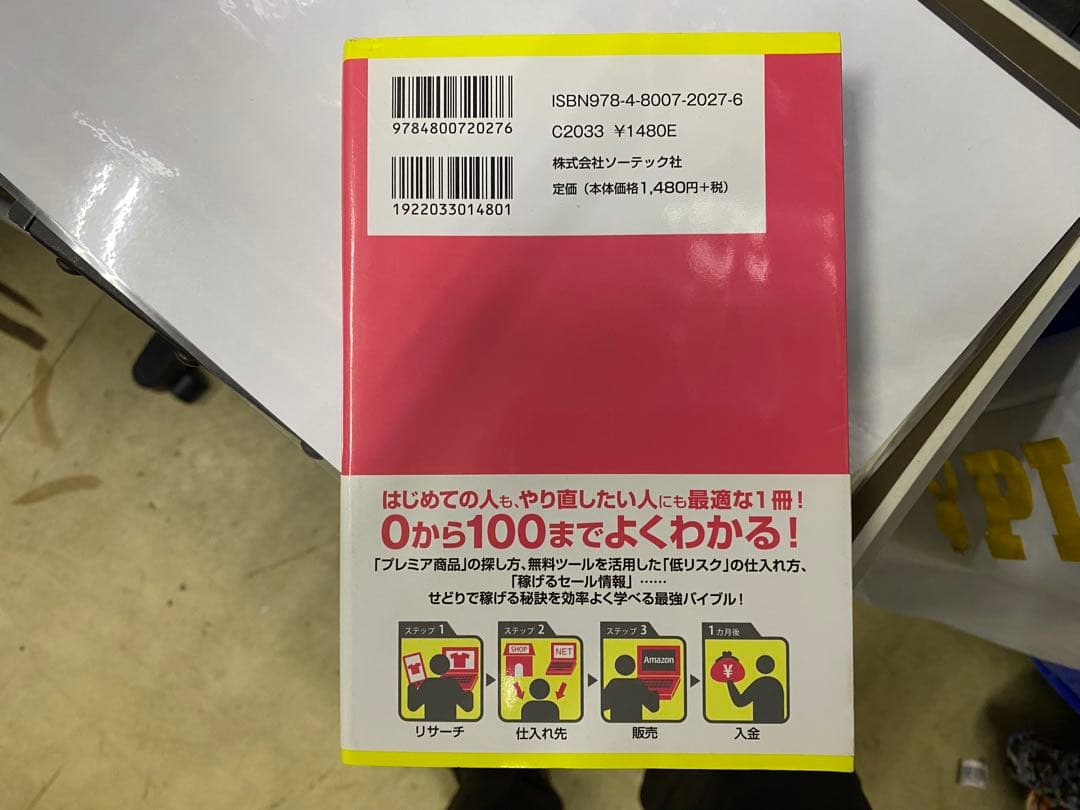 9784800720276
ISBN978-4-8007-2027-6
C2033 ¥1480E
1922033014801
株式会社ソーテック社
定価（本体価格1,480円＋税）
はじめての人も、やり直したい人にも最適な1冊！
0から100までよくわかる！
「プレミア商品」の探し方、無料ツールを活用した「低リスク」の仕入れ方、
「稼げるセール情報」……
せどりで稼げる秘訣を効率よく学べる最強バイブル！
ステップ 1
ステップ 2
ステップ 3
1カ月後
SHOP
NET
Amazon
¥
リサーチ
仕入れ先
販売
入金
PI